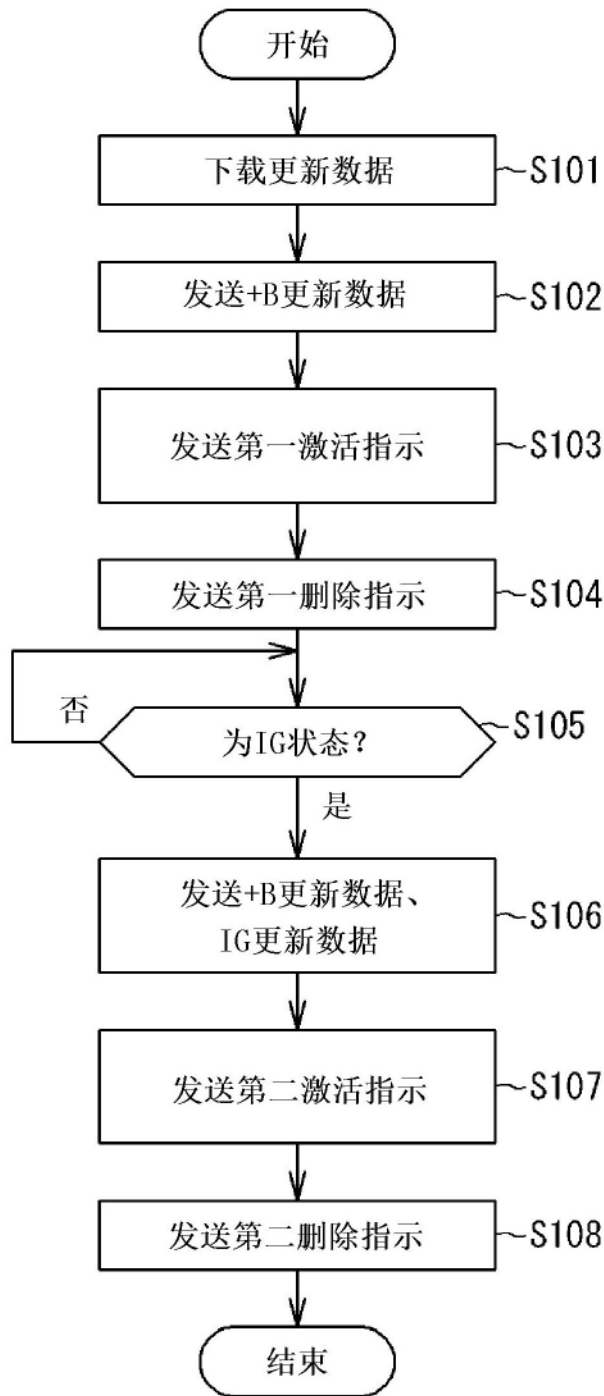 开始
下载更新数据
S101
发送+B更新数据
S102
发送第一激活指示
S103
发送第一删除指示
S104
否
为IG状态？
S105
是
发送+B更新数据、
IG更新数据
S106
发送第二激活指示
S107
发送第二删除指示
S108
结束